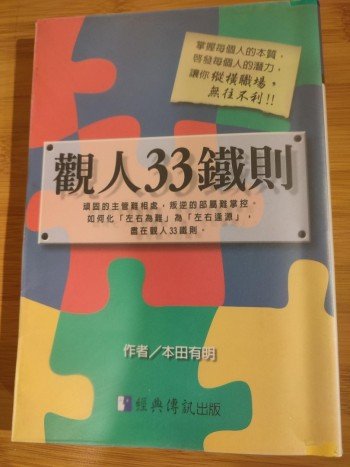 掌握每個人的本質，
啓發每個人的潛力，
讓你縱橫職場，
無往不利!!
觀人33鐵則
頑固的主管難相處，叛逆的部屬難掌控。
如何化「左右為難」為「左右逢源」，
盡在觀人33鐵則。
作者／本田有明
經典傳訊出版